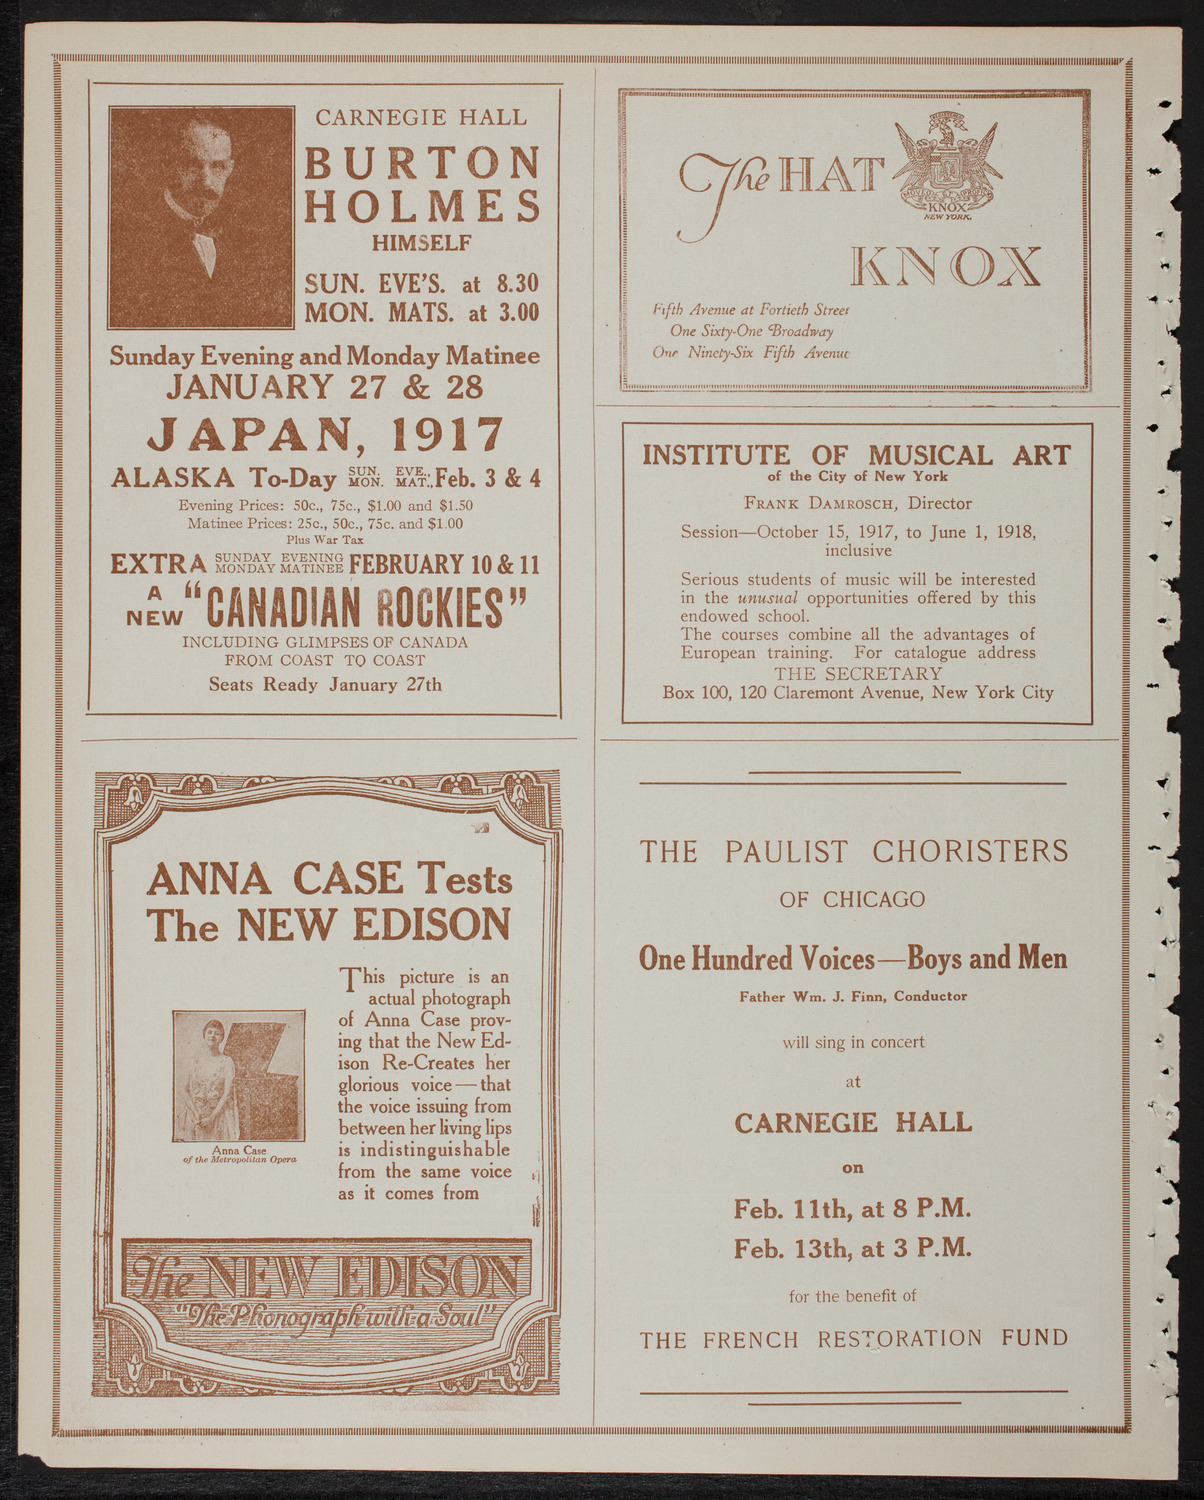 CARNEGIE HALL
BURTON
HOLMES
HIMSELF
SUN. EVE'S. at 8.30
MON. MATS. at 3.00
Sunday Evening and Monday Matinee
JANUARY 27 & 28
JAPAN, 1917
ALASKA To-Day SUN. EVE., MON. MAT., Feb. 3 & 4
Evening Prices: 50c., 75c., $1.00 and $1.50
Matinee Prices: 25c., 50c., 75c. and $1.00
Plus War Tax
EXTRA SUNDAY EVENING MONDAY MATINEE FEBRUARY 10 & 11
A NEW "CANADIAN ROCKIES"
INCLUDING GLIMPSES OF CANADA
FROM COAST TO COAST
Seats Ready January 27th
ANNA CASE Tests
The NEW EDISON
This picture is an
actual photograph
of Anna Case prov-
ing that the New Ed-
ison Re-Creates her
glorious voice—that
the voice issuing from
between her living lips
is indistinguishable
from the same voice
as it comes from
Anna Case
of the Metropolitan Opera
The NEW EDISON
"The Phonograph with a Soul"
The HAT
KNOX
NEW YORK.
KNOX
Fifth Avenue at Fortieth Street
One Sixty-One Broadway
One Ninety-Six Fifth Avenue
INSTITUTE OF MUSICAL ART
of the City of New York
FRANK DAMROSCH, Director
Session—October 15, 1917, to June 1, 1918,
inclusive
Serious students of music will be interested
in the unusual opportunities offered by this
endowed school.
The courses combine all the advantages of
European training. For catalogue address
THE SECRETARY
Box 100, 120 Claremont Avenue, New York City
THE PAULIST CHORISTERS
OF CHICAGO
One Hundred Voices—Boys and Men
Father Wm. J. Finn, Conductor
will sing in concert
at
CARNEGIE HALL
on
Feb. 11th, at 8 P.M.
Feb. 13th, at 3 P.M.
for the benefit of
THE FRENCH RESTORATION FUND